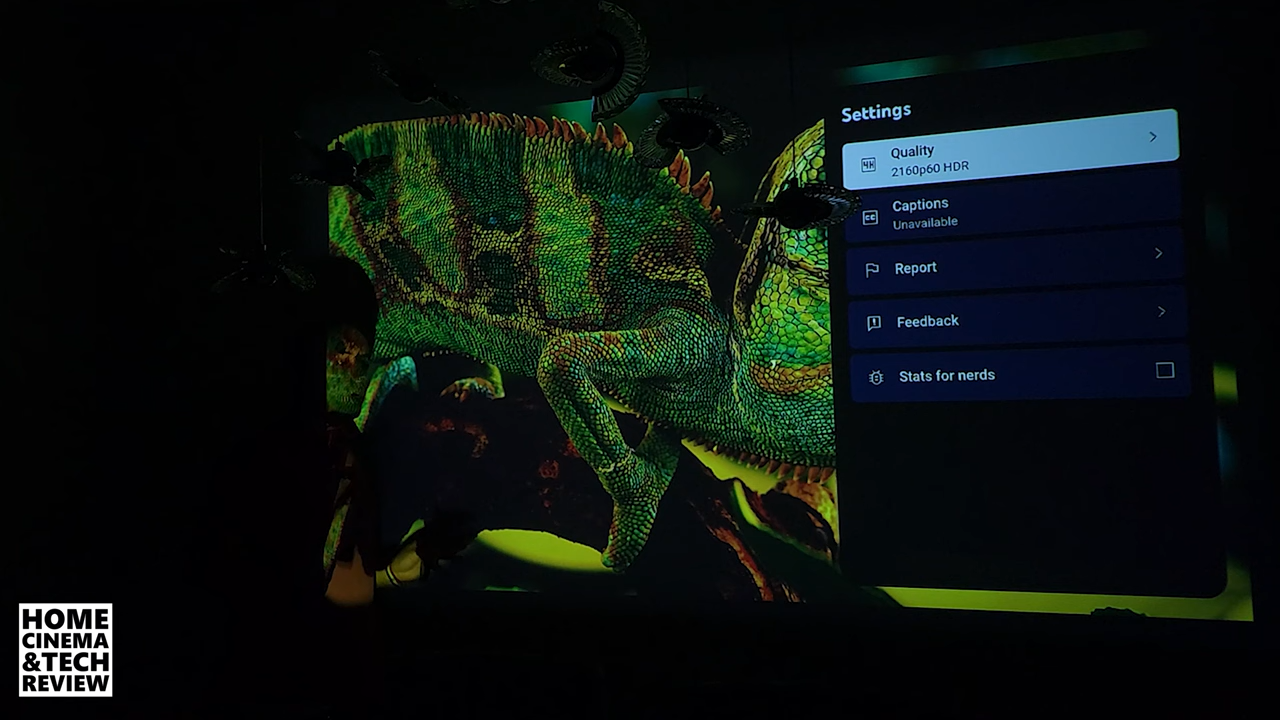 Settings
Quality
2160p60 HDR
Captions
Unavailable
Report
Feedback
Stats for nerds
HOME
CINEMA
&TECH
REVIEW